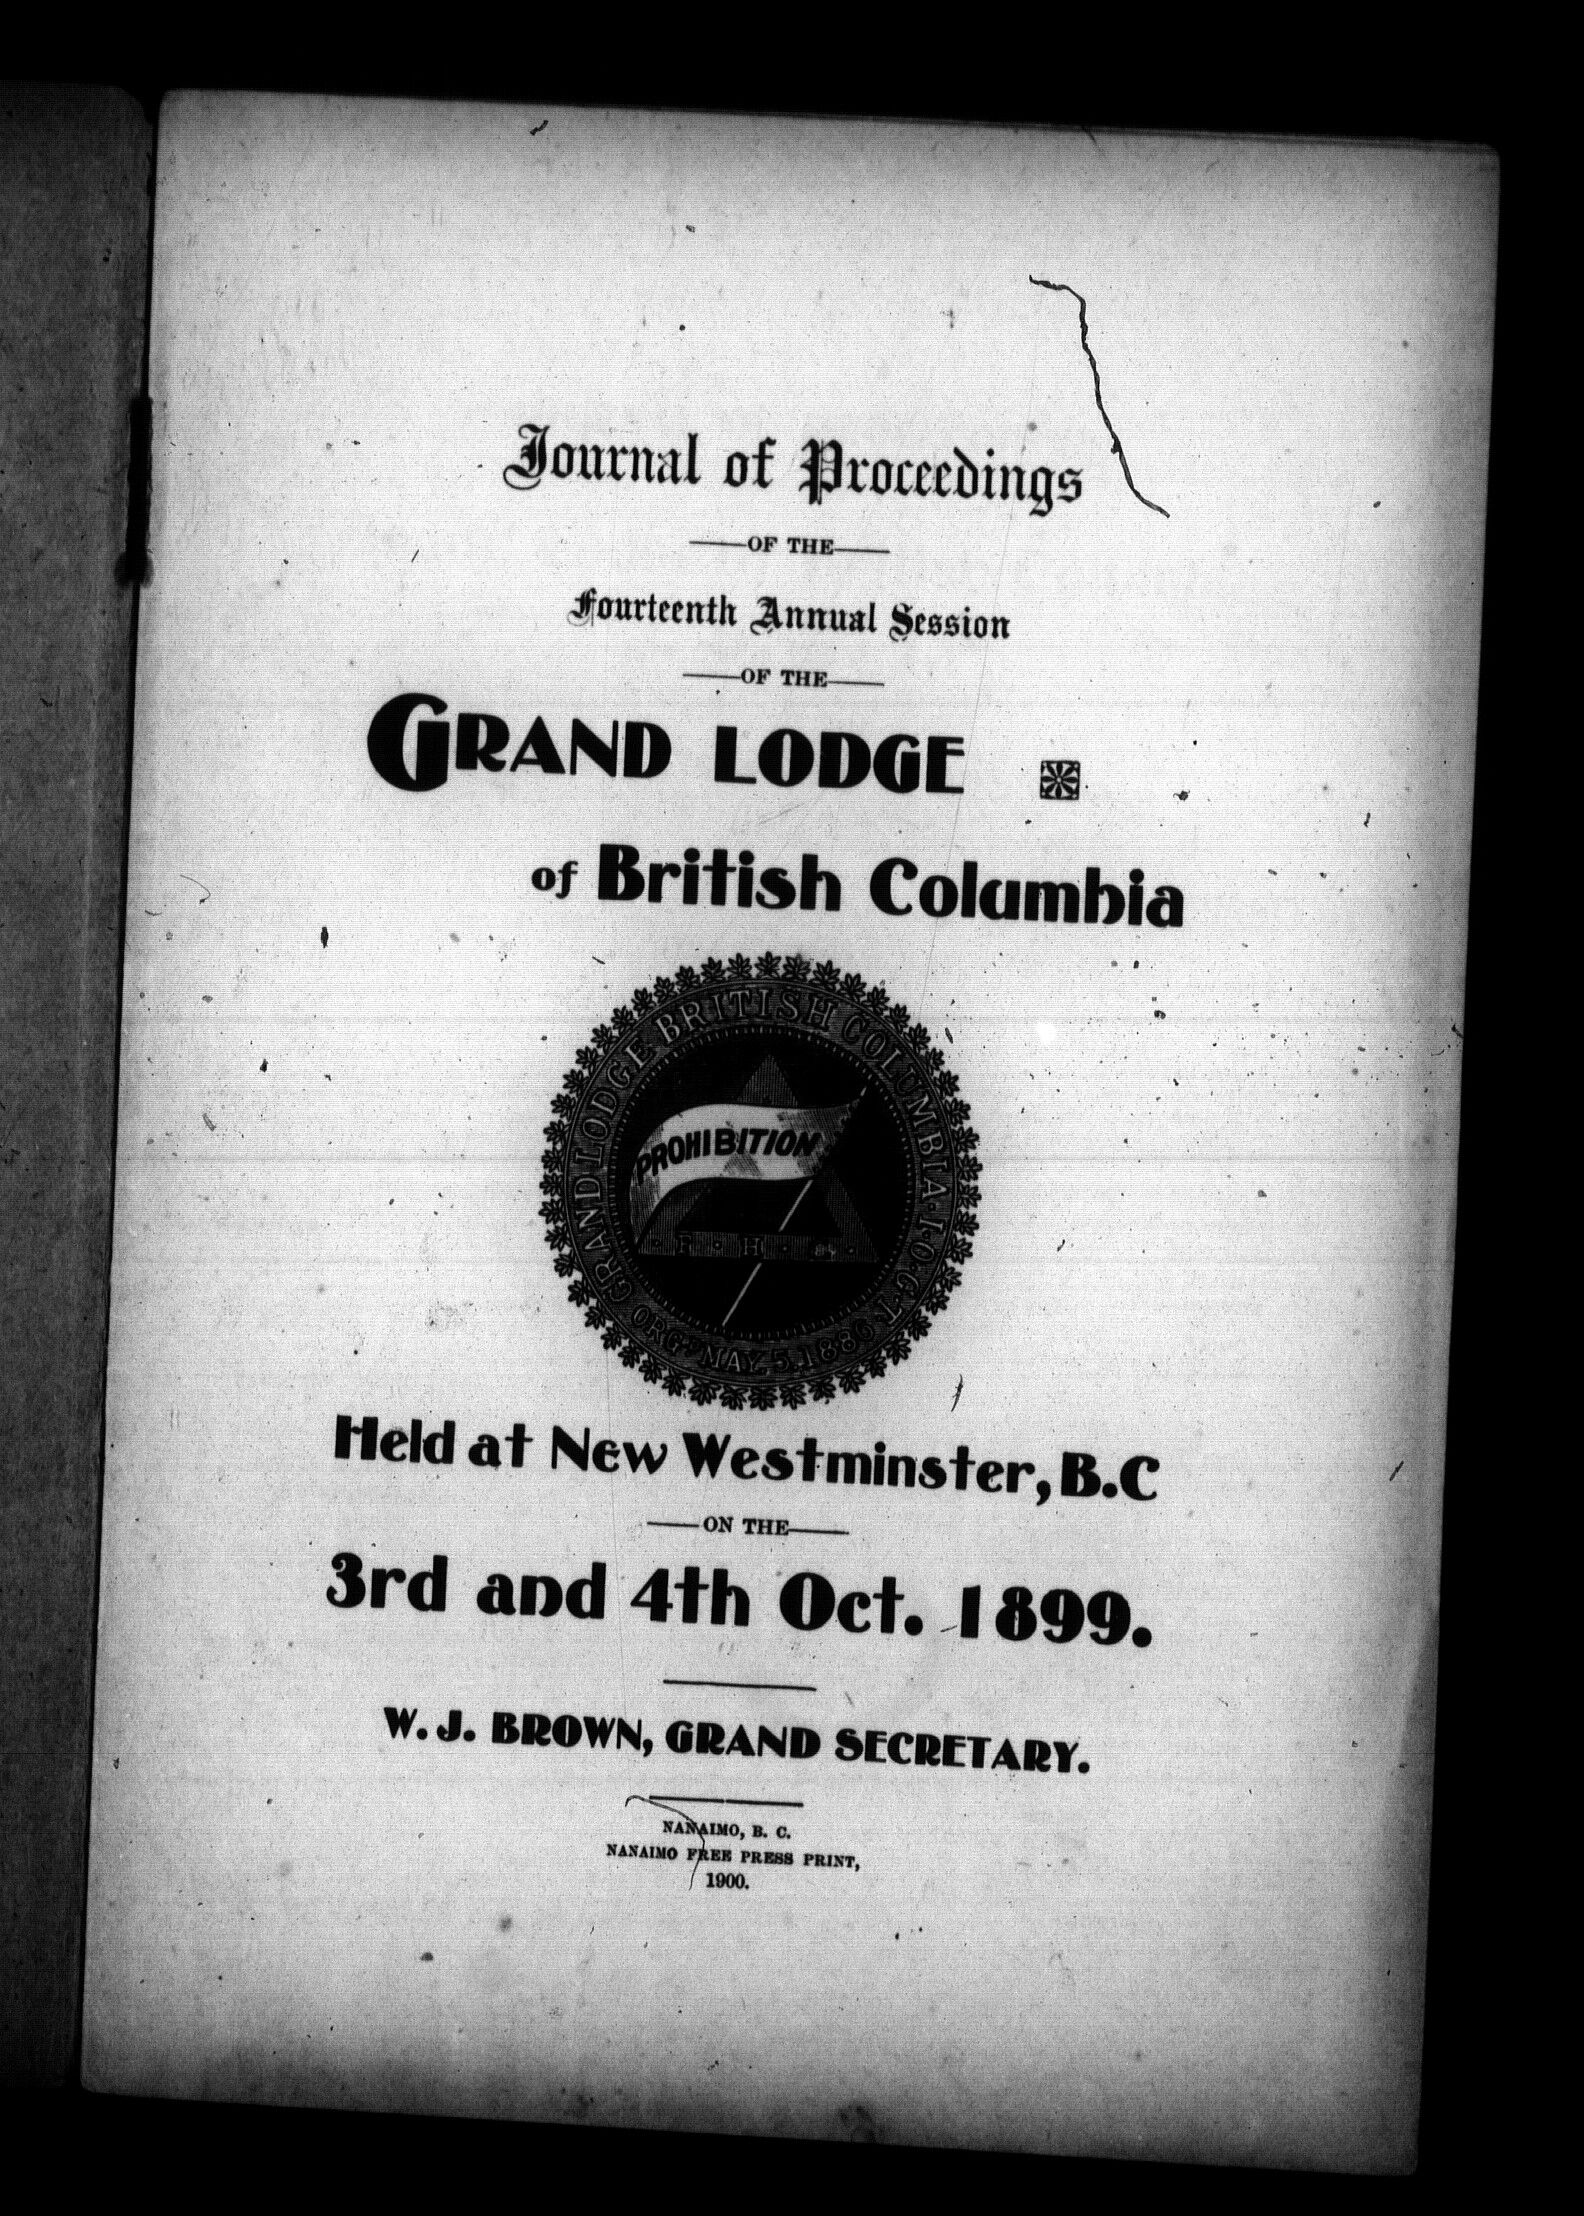 Journal of Proceedings
OF THE
Fourteenth Annual Session
OF THE
GRAND LODGE
of British Columbia
GRAND LODGE BRITISH COLUMBIA · I · O · G · T ·
PROHIBITION
· F · H ·
ORG. MAY, 5, 1886
Held at New Westminster, B.C
ON THE
3rd and 4th Oct. 1899.
W. J. BROWN, GRAND SECRETARY.
NANAIMO, B. C.
NANAIMO FREE PRESS PRINT,
1900.